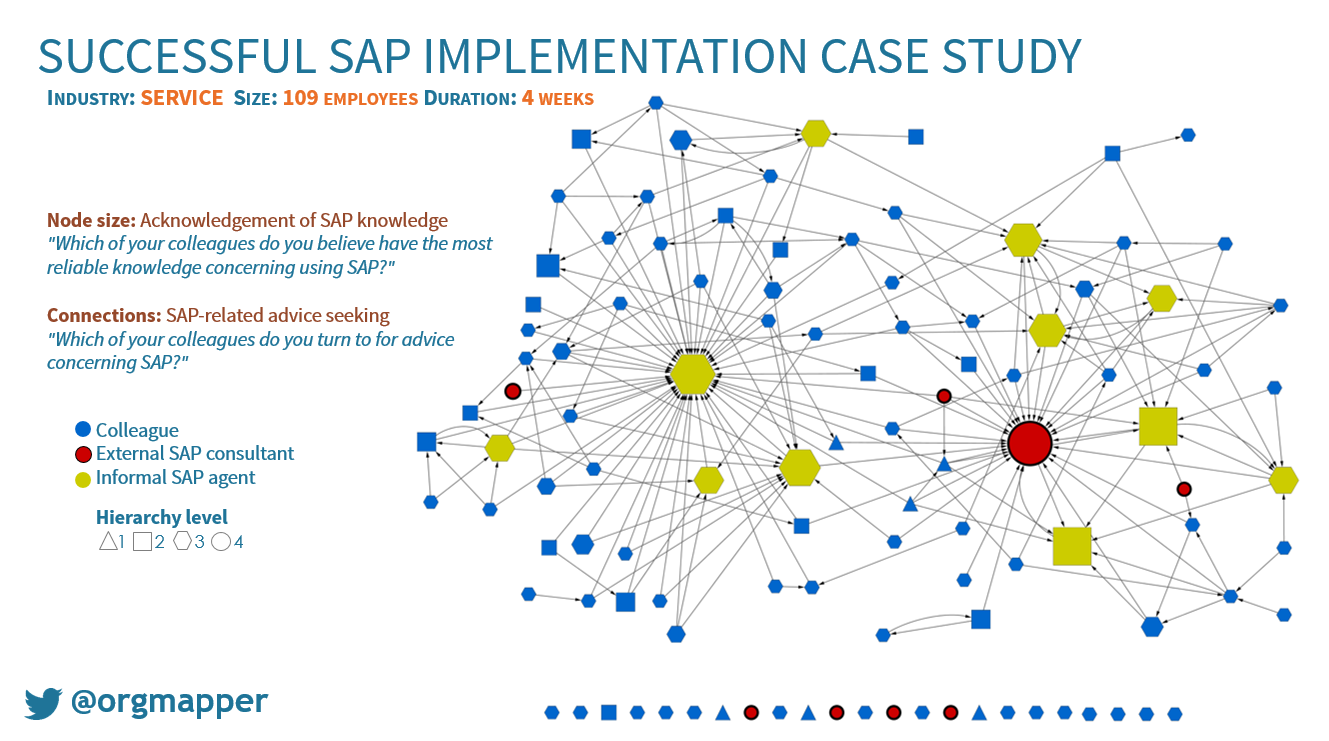 SUCCESSFUL SAP IMPLEMENTATION CASE STUDY
INDUSTRY: SERVICE SIZE: 109 EMPLOYEES DURATION: 4 WEEKS
Node size: Acknowledgement of SAP knowledge
"Which of your colleagues do you believe have the most
reliable knowledge concerning using SAP?"
Connections: SAP-related advice seeking
"Which of your colleagues do you turn to for advice
concerning SAP?"
Colleague
External SAP consultant
Informal SAP agent
Hierarchy level
1 2 3 4
@orgmapper